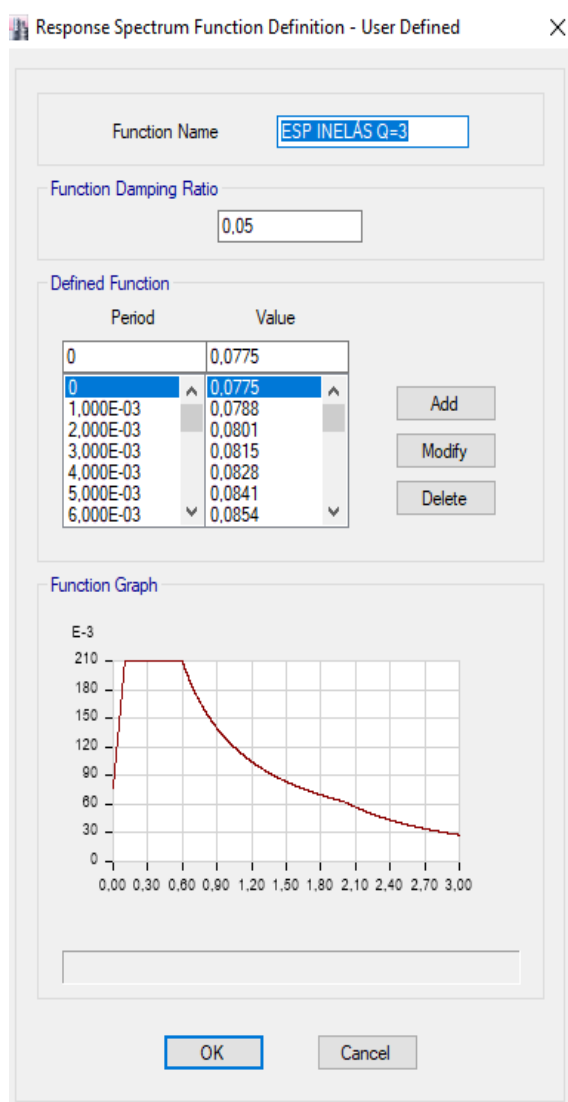 Response Spectrum Function Definition - User Defined
Function Name
ESP INELÁS Q=3
Function Damping Ratio
0,05
Defined Function
Period Value
0 0,0775
0 0,0775
1,000E-03 0,0788
2,000E-03 0,0801
3,000E-03 0,0815
4,000E-03 0,0828
5,000E-03 0,0841
6,000E-03 0,0854
Add
Modify
Delete
Function Graph
E-3
210
180
150
120
90
60
30
0
0,00 0,30 0,60 0,90 1,20 1,50 1,80 2,10 2,40 2,70 3,00
OK Cancel